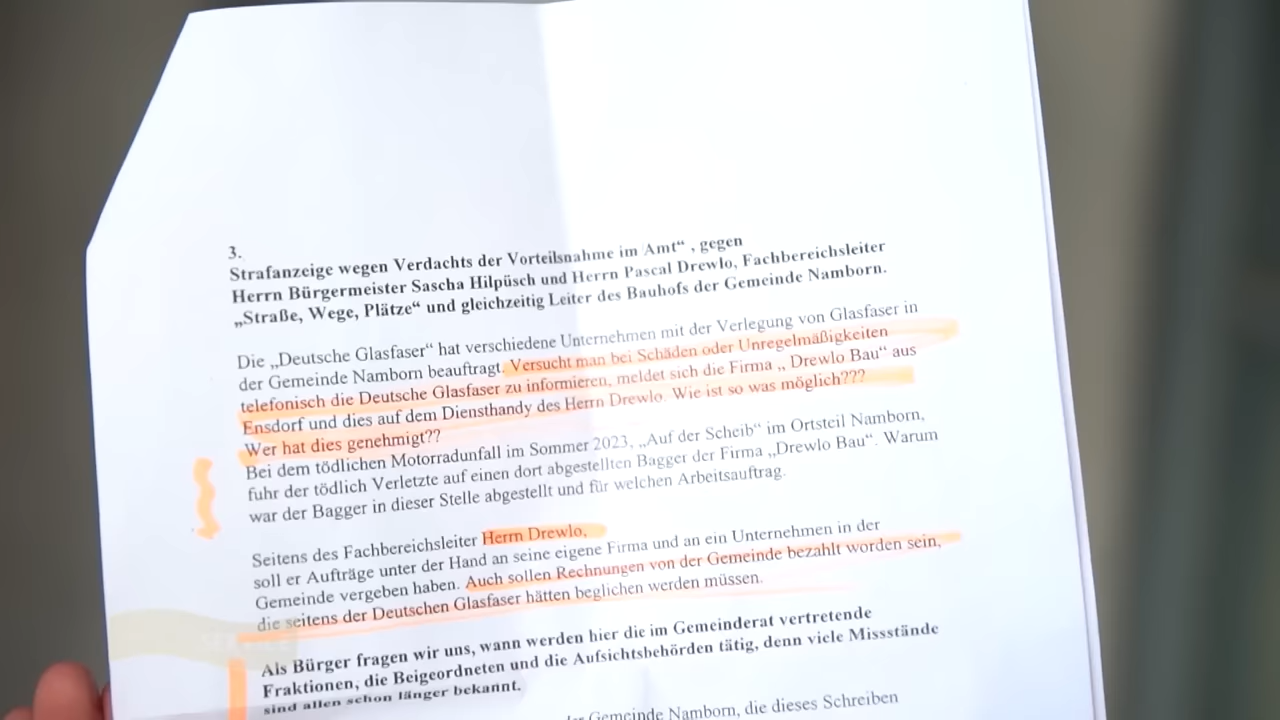 3.
Strafanzeige wegen Verdachts der Vorteilsnahme im Amt“ , gegen
Herrn Bürgermeister Sascha Hilpüsch und Herrn Pascal Drewlo, Fachbereichsleiter
„Straße, Wege, Plätze“ und gleichzeitig Leiter des Bauhofs der Gemeinde Namborn.
Die „Deutsche Glasfaser“ hat verschiedene Unternehmen mit der Verlegung von Glasfaser in
der Gemeinde Namborn beauftragt. Versucht man bei Schäden oder Unregelmäßigkeiten
telefonisch die Deutsche Glasfaser zu informieren, meldet sich die Firma „ Drewlo Bau“ aus
Ensdorf und dies auf dem Diensthandy des Herrn Drewlo. Wie ist so was möglich???
Wer hat dies genehmigt??
Bei dem tödlichen Motorradunfall im Sommer 2023, „Auf der Scheib“ im Ortsteil Namborn,
fuhr der tödlich Verletzte auf einen dort abgestellten Bagger der Firma „Drewlo Bau“. Warum
war der Bagger in dieser Stelle abgestellt und für welchen Arbeitsauftrag.
Seitens des Fachbereichsleiter Herrn Drewlo,
soll er Aufträge unter der Hand an seine eigene Firma und an ein Unternehmen in der
Gemeinde vergeben haben. Auch sollen Rechnungen von der Gemeinde bezahlt worden sein,
die seitens der Deutschen Glasfaser hätten beglichen werden müssen.
Als Bürger fragen wir uns, wann werden hier die im Gemeinderat vertretende
Fraktionen, die Beigeordneten und die Aufsichtsbehörden tätig, denn viele Missstände
sind allen schon länger bekannt.
Gemeinde Namborn, die dieses Schreiben